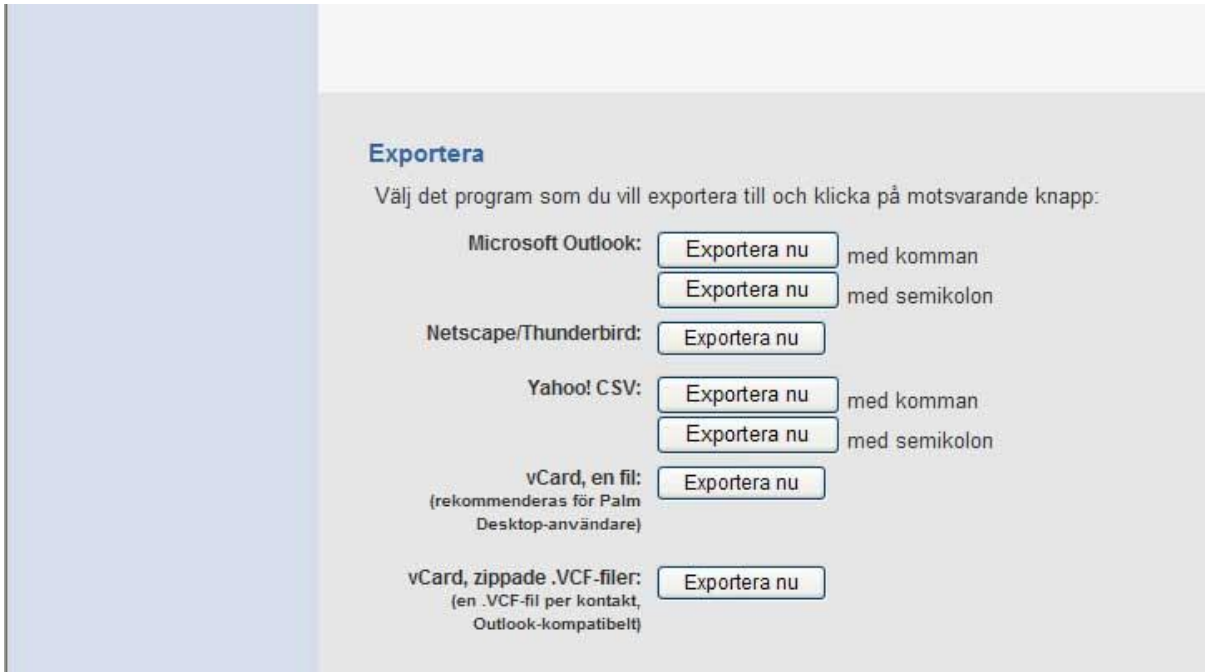 Exportera
Välj det program som du vill exportera till och klicka på motsvarande knapp:
Microsoft Outlook: Exportera nu med komman
Exportera nu med semikolon
Netscape/Thunderbird: Exportera nu
Yahoo! CSV: Exportera nu med komman
Exportera nu med semikolon
vCard, en fil: Exportera nu
(rekommenderas för Palm
Desktop-användare)
vCard, zippade .VCF-filer: Exportera nu
(en .VCF-fil per kontakt,
Outlook-kompatibelt)